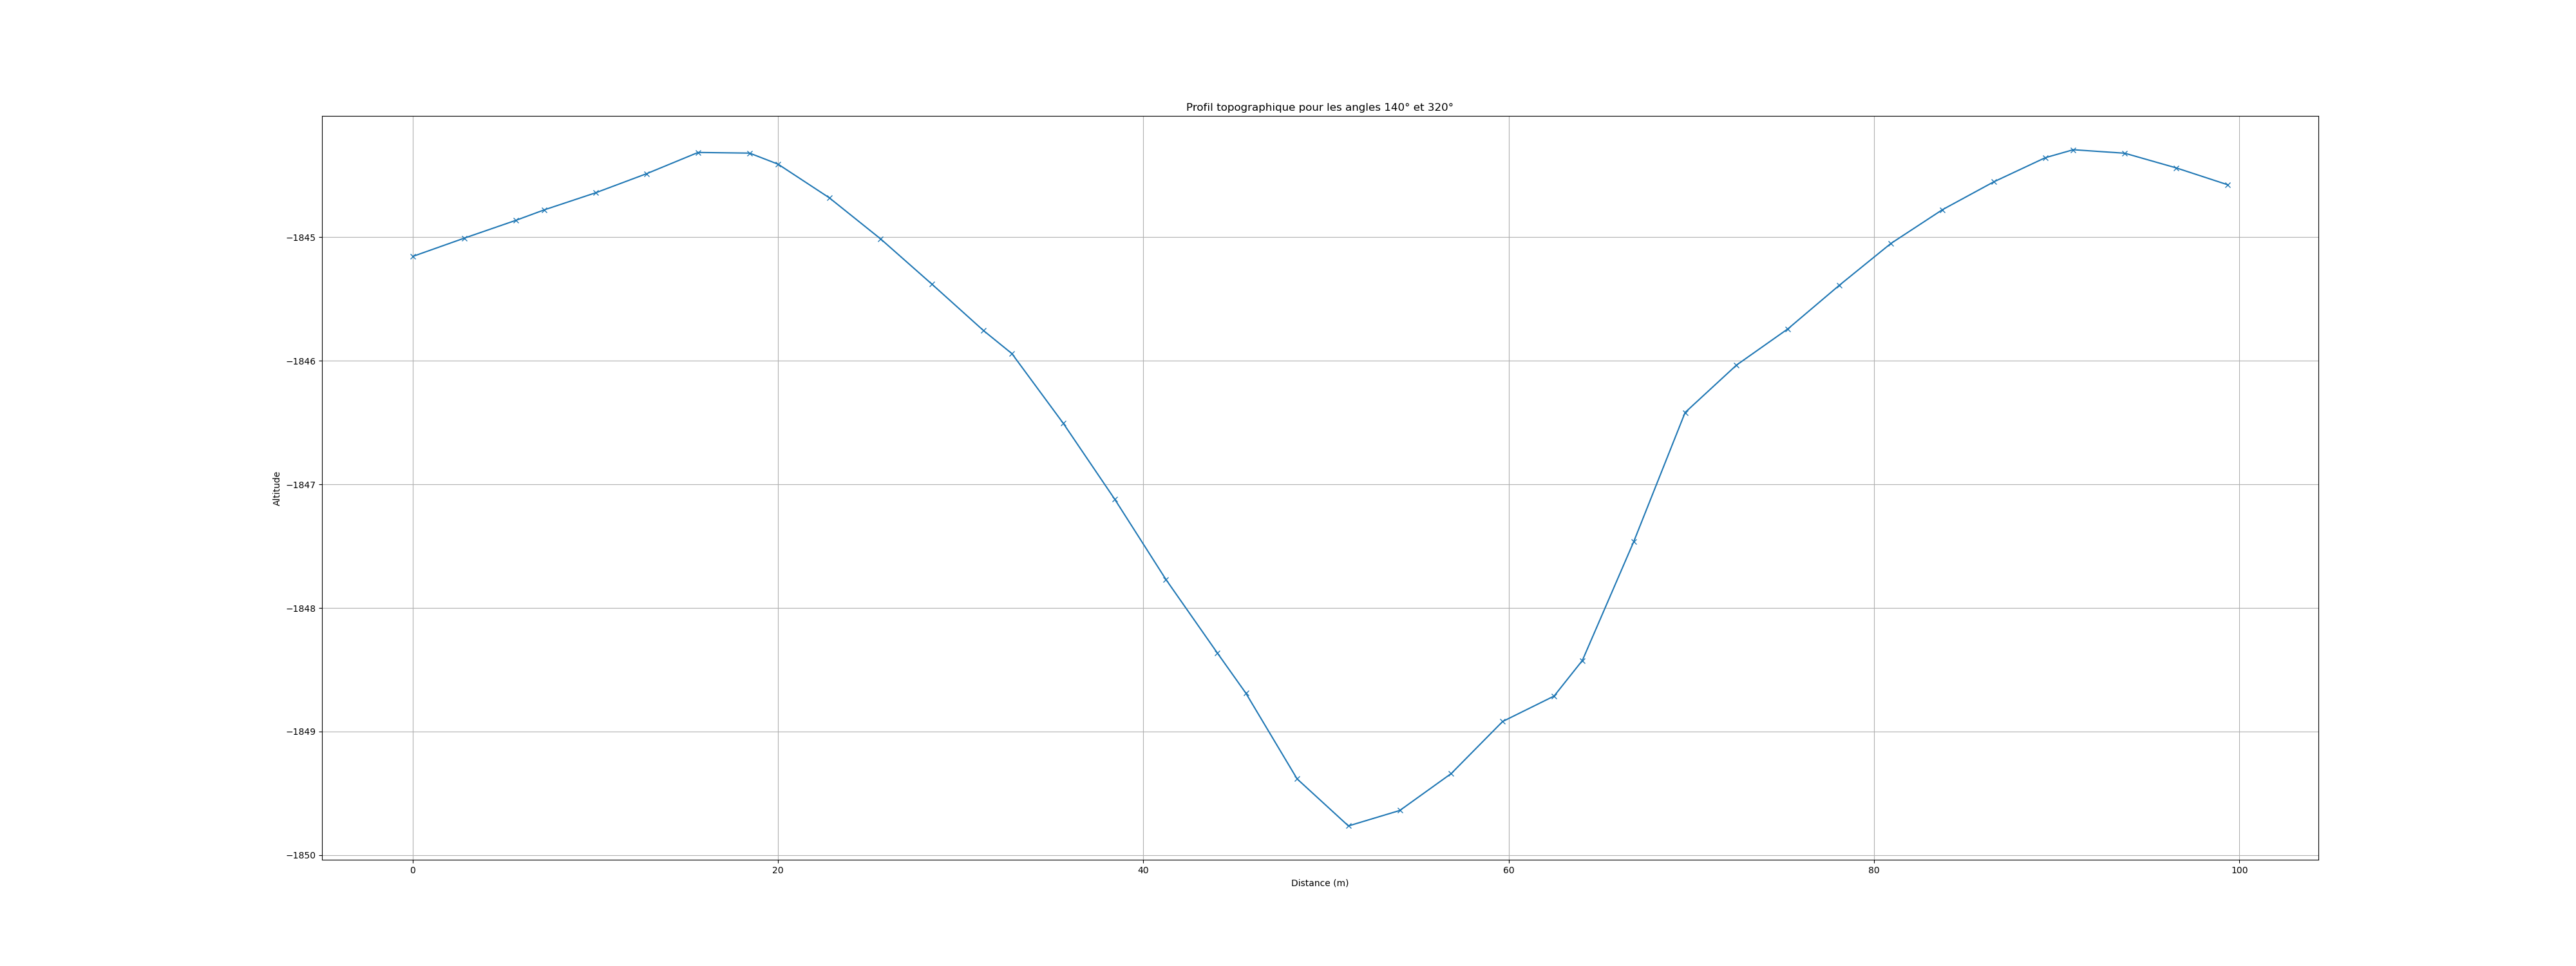 Profil topographique pour les angles 140° et 320°
Altitude
−1845
−1846
−1847
−1848
−1849
−1850
0 20 40 60 80 100
Distance (m)